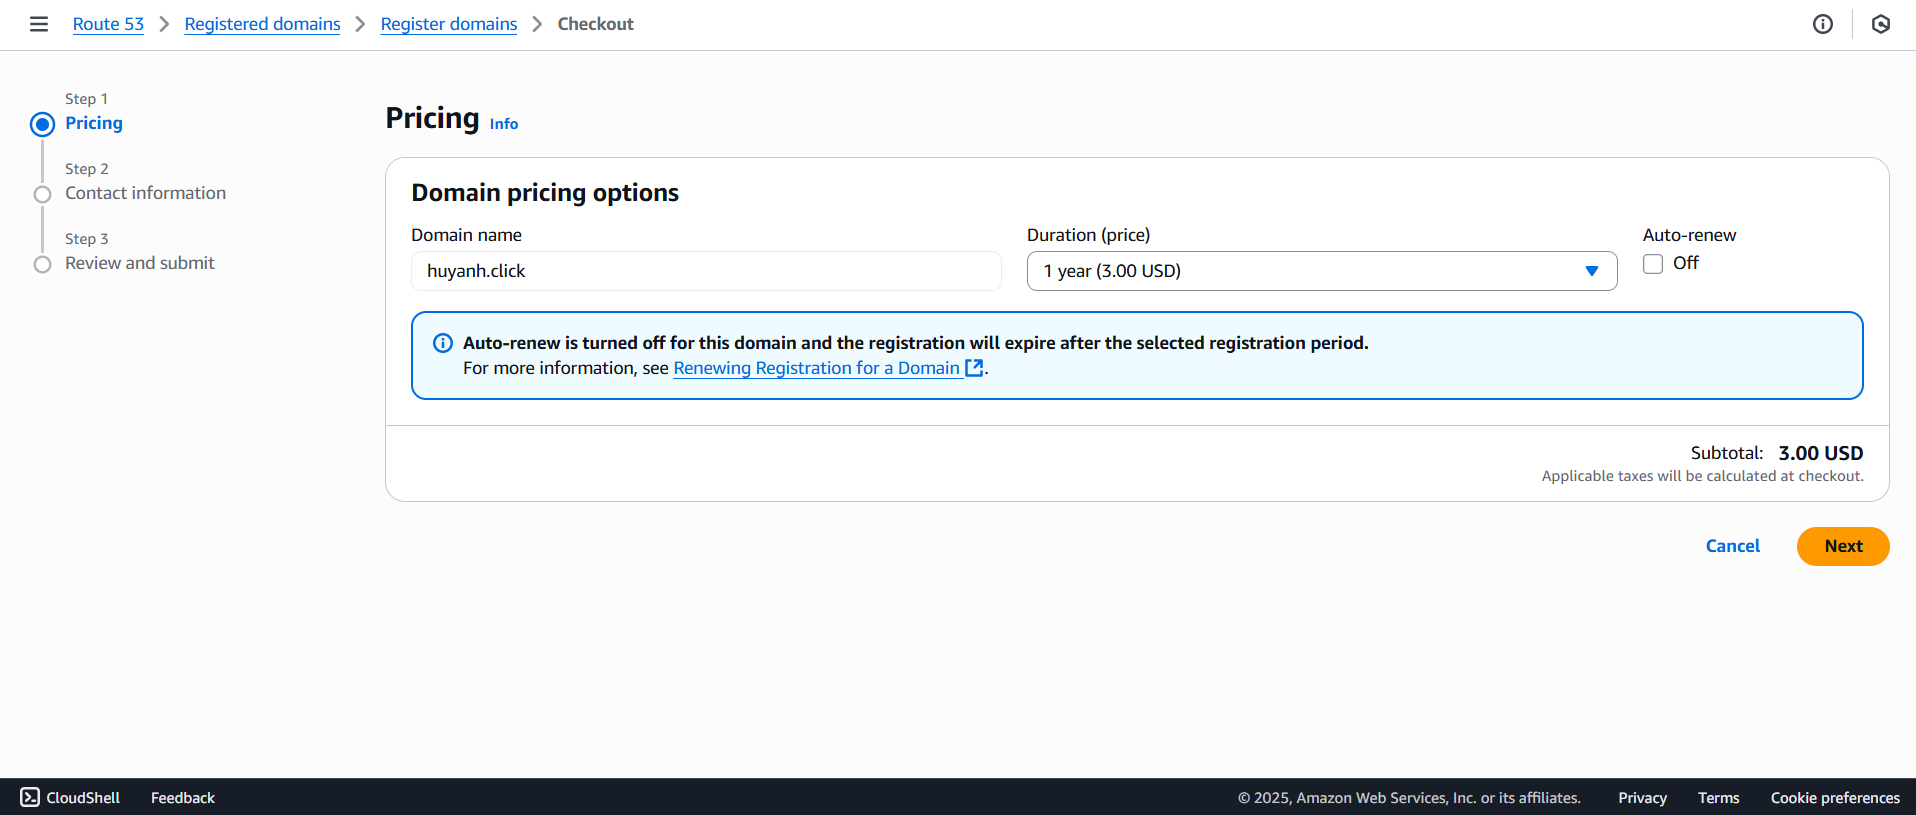 Route 53 > Registered domains > Register domains > Checkout
Step 1
Pricing
Step 2
Contact information
Step 3
Review and submit
Pricing Info
Domain pricing options
Domain name
huyanh.click
Duration (price)
1 year (3.00 USD)
Auto-renew
Off
Auto-renew is turned off for this domain and the registration will expire after the selected registration period.
For more information, see Renewing Registration for a Domain.
Subtotal: 3.00 USD
Applicable taxes will be calculated at checkout.
Cancel
Next
CloudShell Feedback © 2025, Amazon Web Services, Inc. or its affiliates. Privacy Terms Cookie preferences